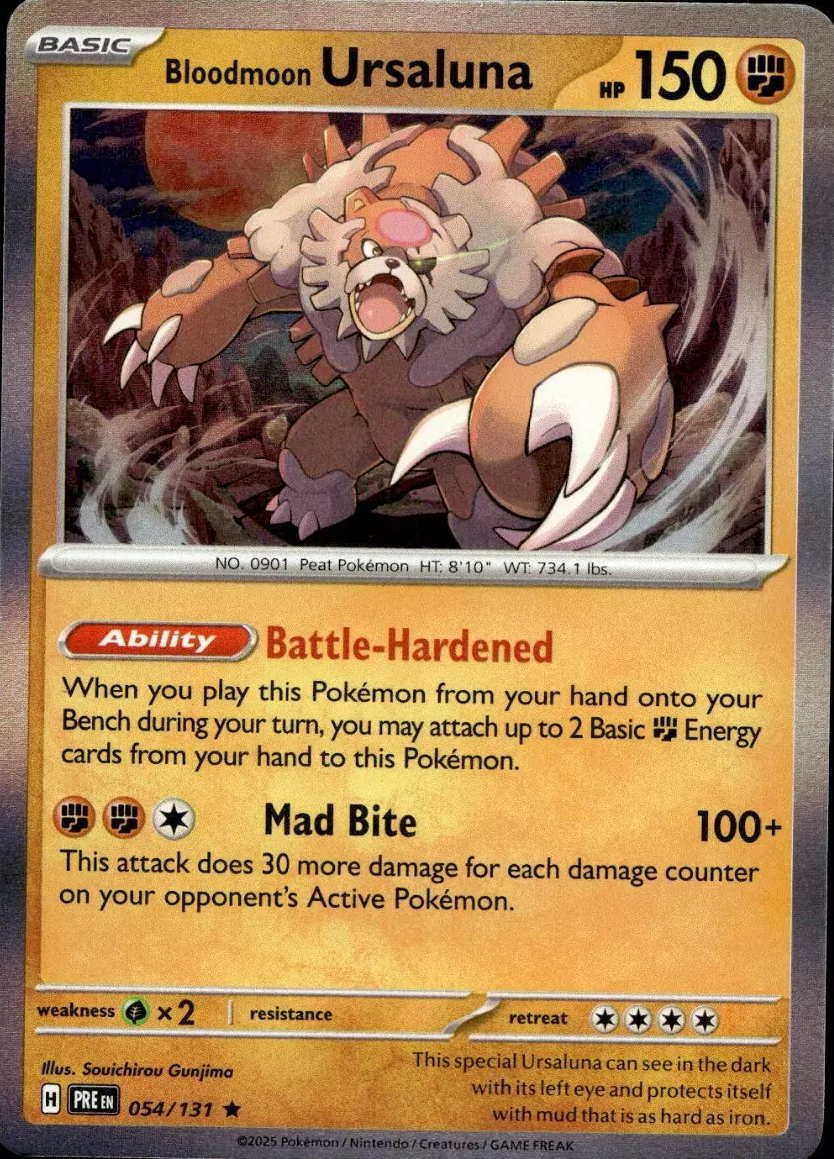 BASIC
Bloodmoon Ursaluna HP 150
NO. 0901 Peat Pokémon HT: 8'10" WT: 734.1 lbs.
Ability Battle-Hardened
When you play this Pokémon from your hand onto your
Bench during your turn, you may attach up to 2 Basic Energy
cards from your hand to this Pokémon.
Mad Bite 100+
This attack does 30 more damage for each damage counter
on your opponent's Active Pokémon.
weakness ×2 resistance retreat
Illus. Souichirou Gunjima
This special Ursaluna can see in the dark
with its left eye and protects itself
with mud that is as hard as iron.
H PRE EN 054/131 ★
©2025 Pokémon / Nintendo / Creatures / GAME FREAK